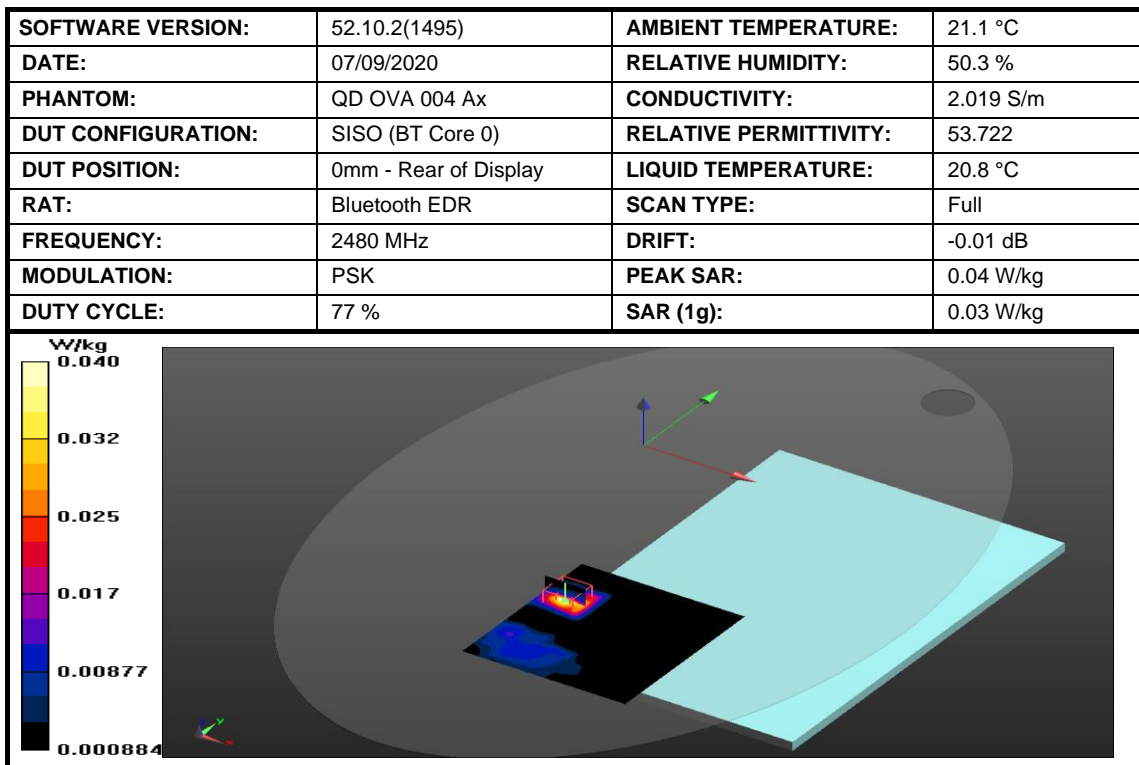 SOFTWARE VERSION: 52.10.2(1495) AMBIENT TEMPERATURE: 21.1 °C
DATE: 07/09/2020 RELATIVE HUMIDITY: 50.3 %
PHANTOM: QD OVA 004 Ax CONDUCTIVITY: 2.019 S/m
DUT CONFIGURATION: SISO (BT Core 0) RELATIVE PERMITTIVITY: 53.722
DUT POSITION: 0mm - Rear of Display LIQUID TEMPERATURE: 20.8 °C
RAT: Bluetooth EDR SCAN TYPE: Full
FREQUENCY: 2480 MHz DRIFT: -0.01 dB
MODULATION: PSK PEAK SAR: 0.04 W/kg
DUTY CYCLE: 77 % SAR (1g): 0.03 W/kg
W/kg
0.040
0.032
0.025
0.017
0.00877
0.000884
z y
x